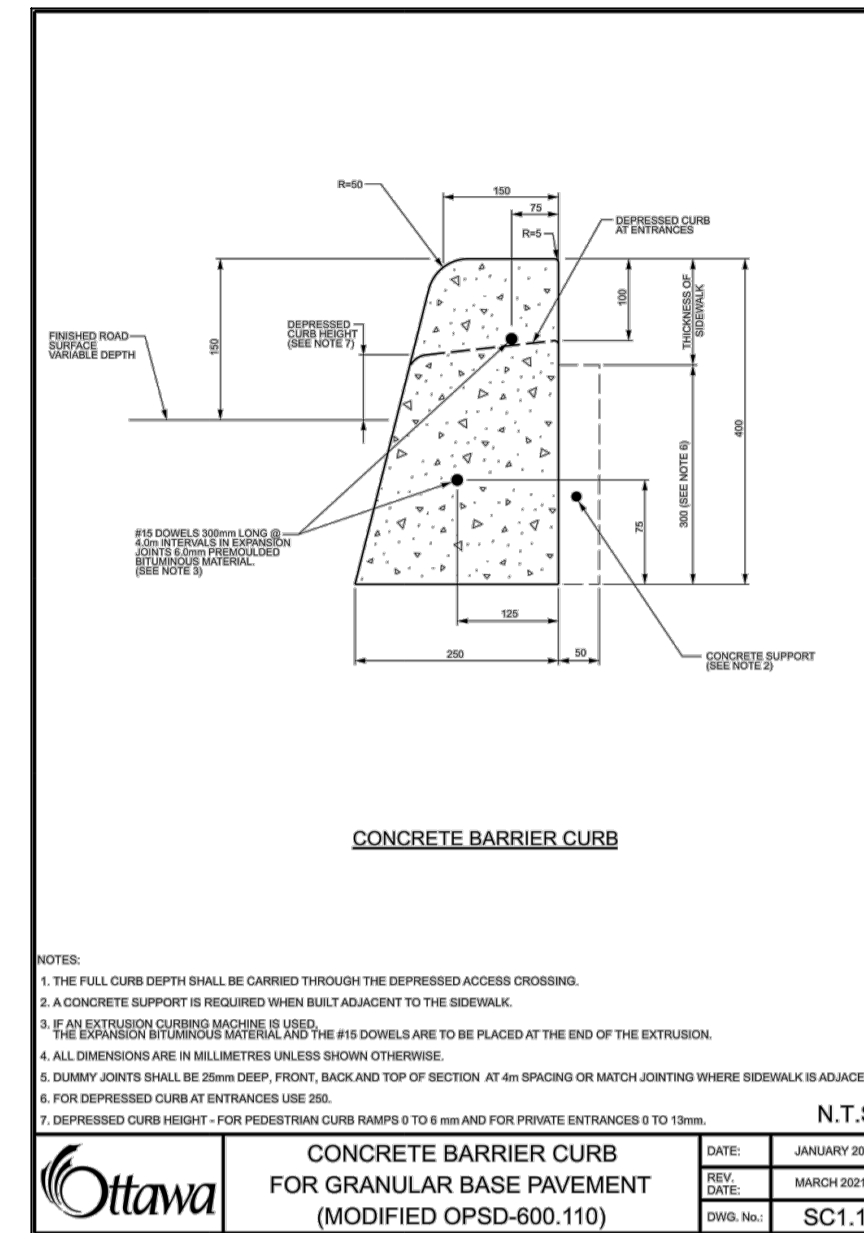 R=50
150
75
R=5
DEPRESSED CURB
AT ENTRANCES
FINISHED ROAD
SURFACE
VARIABLE DEPTH
150
DEPRESSED
CURB HEIGHT
(SEE NOTE 7)
100
THICKNESS OF
SIDEWALK
400
300 (SEE NOTE 6)
75
#15 DOWELS 300mm LONG @
4.0m INTERVALS IN EXPANSION
JOINTS 6.0mm PREMOULDED
BITUMINOUS MATERIAL.
(SEE NOTE 3)
125
250
50
CONCRETE SUPPORT
(SEE NOTE 2)
CONCRETE BARRIER CURB
NOTES:
1. THE FULL CURB DEPTH SHALL BE CARRIED THROUGH THE DEPRESSED ACCESS CROSSING.
2. A CONCRETE SUPPORT IS REQUIRED WHEN BUILT ADJACENT TO THE SIDEWALK.
3. IF AN EXTRUSION CURBING MACHINE IS USED,
THE EXPANSION BITUMINOUS MATERIAL AND THE #15 DOWELS ARE TO BE PLACED AT THE END OF THE EXTRUSION.
4. ALL DIMENSIONS ARE IN MILLIMETRES UNLESS SHOWN OTHERWISE.
5. DUMMY JOINTS SHALL BE 25mm DEEP, FRONT, BACK AND TOP OF SECTION AT 4m SPACING OR MATCH JOINTING WHERE SIDEWALK IS ADJACE
6. FOR DEPRESSED CURB AT ENTRANCES USE 250.
7. DEPRESSED CURB HEIGHT - FOR PEDESTRIAN CURB RAMPS 0 TO 6 mm AND FOR PRIVATE ENTRANCES 0 TO 13mm.
N.T.S
Ottawa
CONCRETE BARRIER CURB
FOR GRANULAR BASE PAVEMENT
(MODIFIED OPSD-600.110)
DATE: JANUARY 20
REV.
DATE: MARCH 2021
DWG. No.: SC1.1